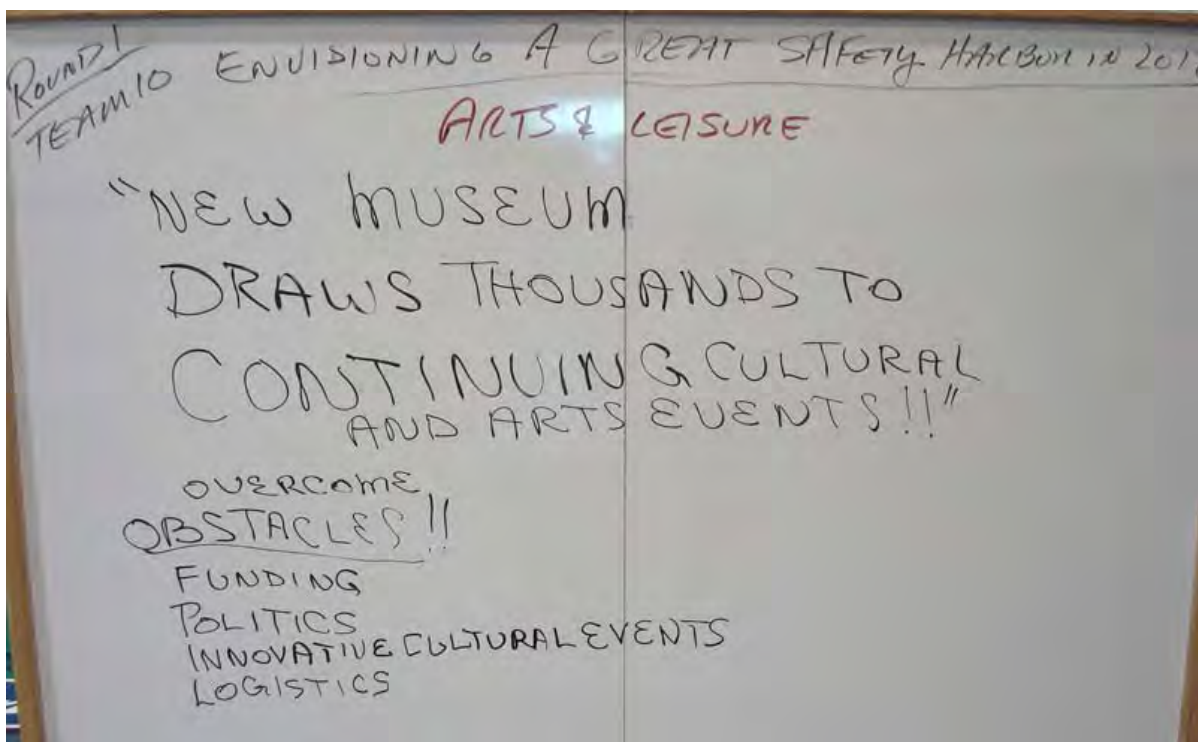 ROUND 1
TEAM 10 ENVISIONING A GREAT SAFETY HARBOR IN
ARTS & LEISURE
"NEW MUSEUM
DRAWS THOUSANDS TO
CONTINUING CULTURAL
AND ARTS EVENTS!!"
OVERCOME
OBSTACLES!!
FUNDING
POLITICS
INNOVATIVE CULTURAL EVENTS
LOGISTICS